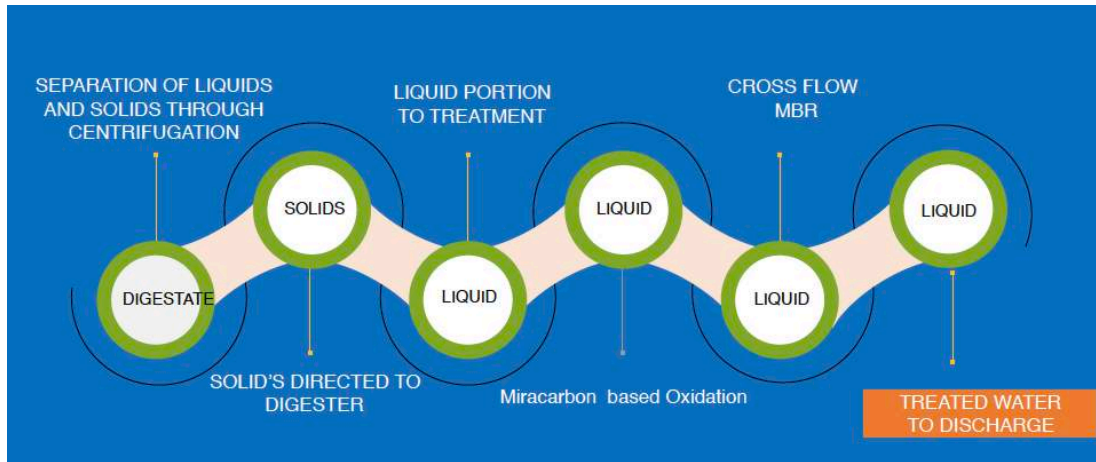 SEPARATION OF LIQUIDS
AND SOLIDS THROUGH
CENTRIFUGATION
DIGESTATE
SOLIDS
SOLID'S DIRECTED TO
DIGESTER
LIQUID PORTION
TO TREATMENT
LIQUID
LIQUID
Miracarbon based Oxidation
CROSS FLOW
MBR
LIQUID
LIQUID
TREATED WATER
TO DISCHARGE